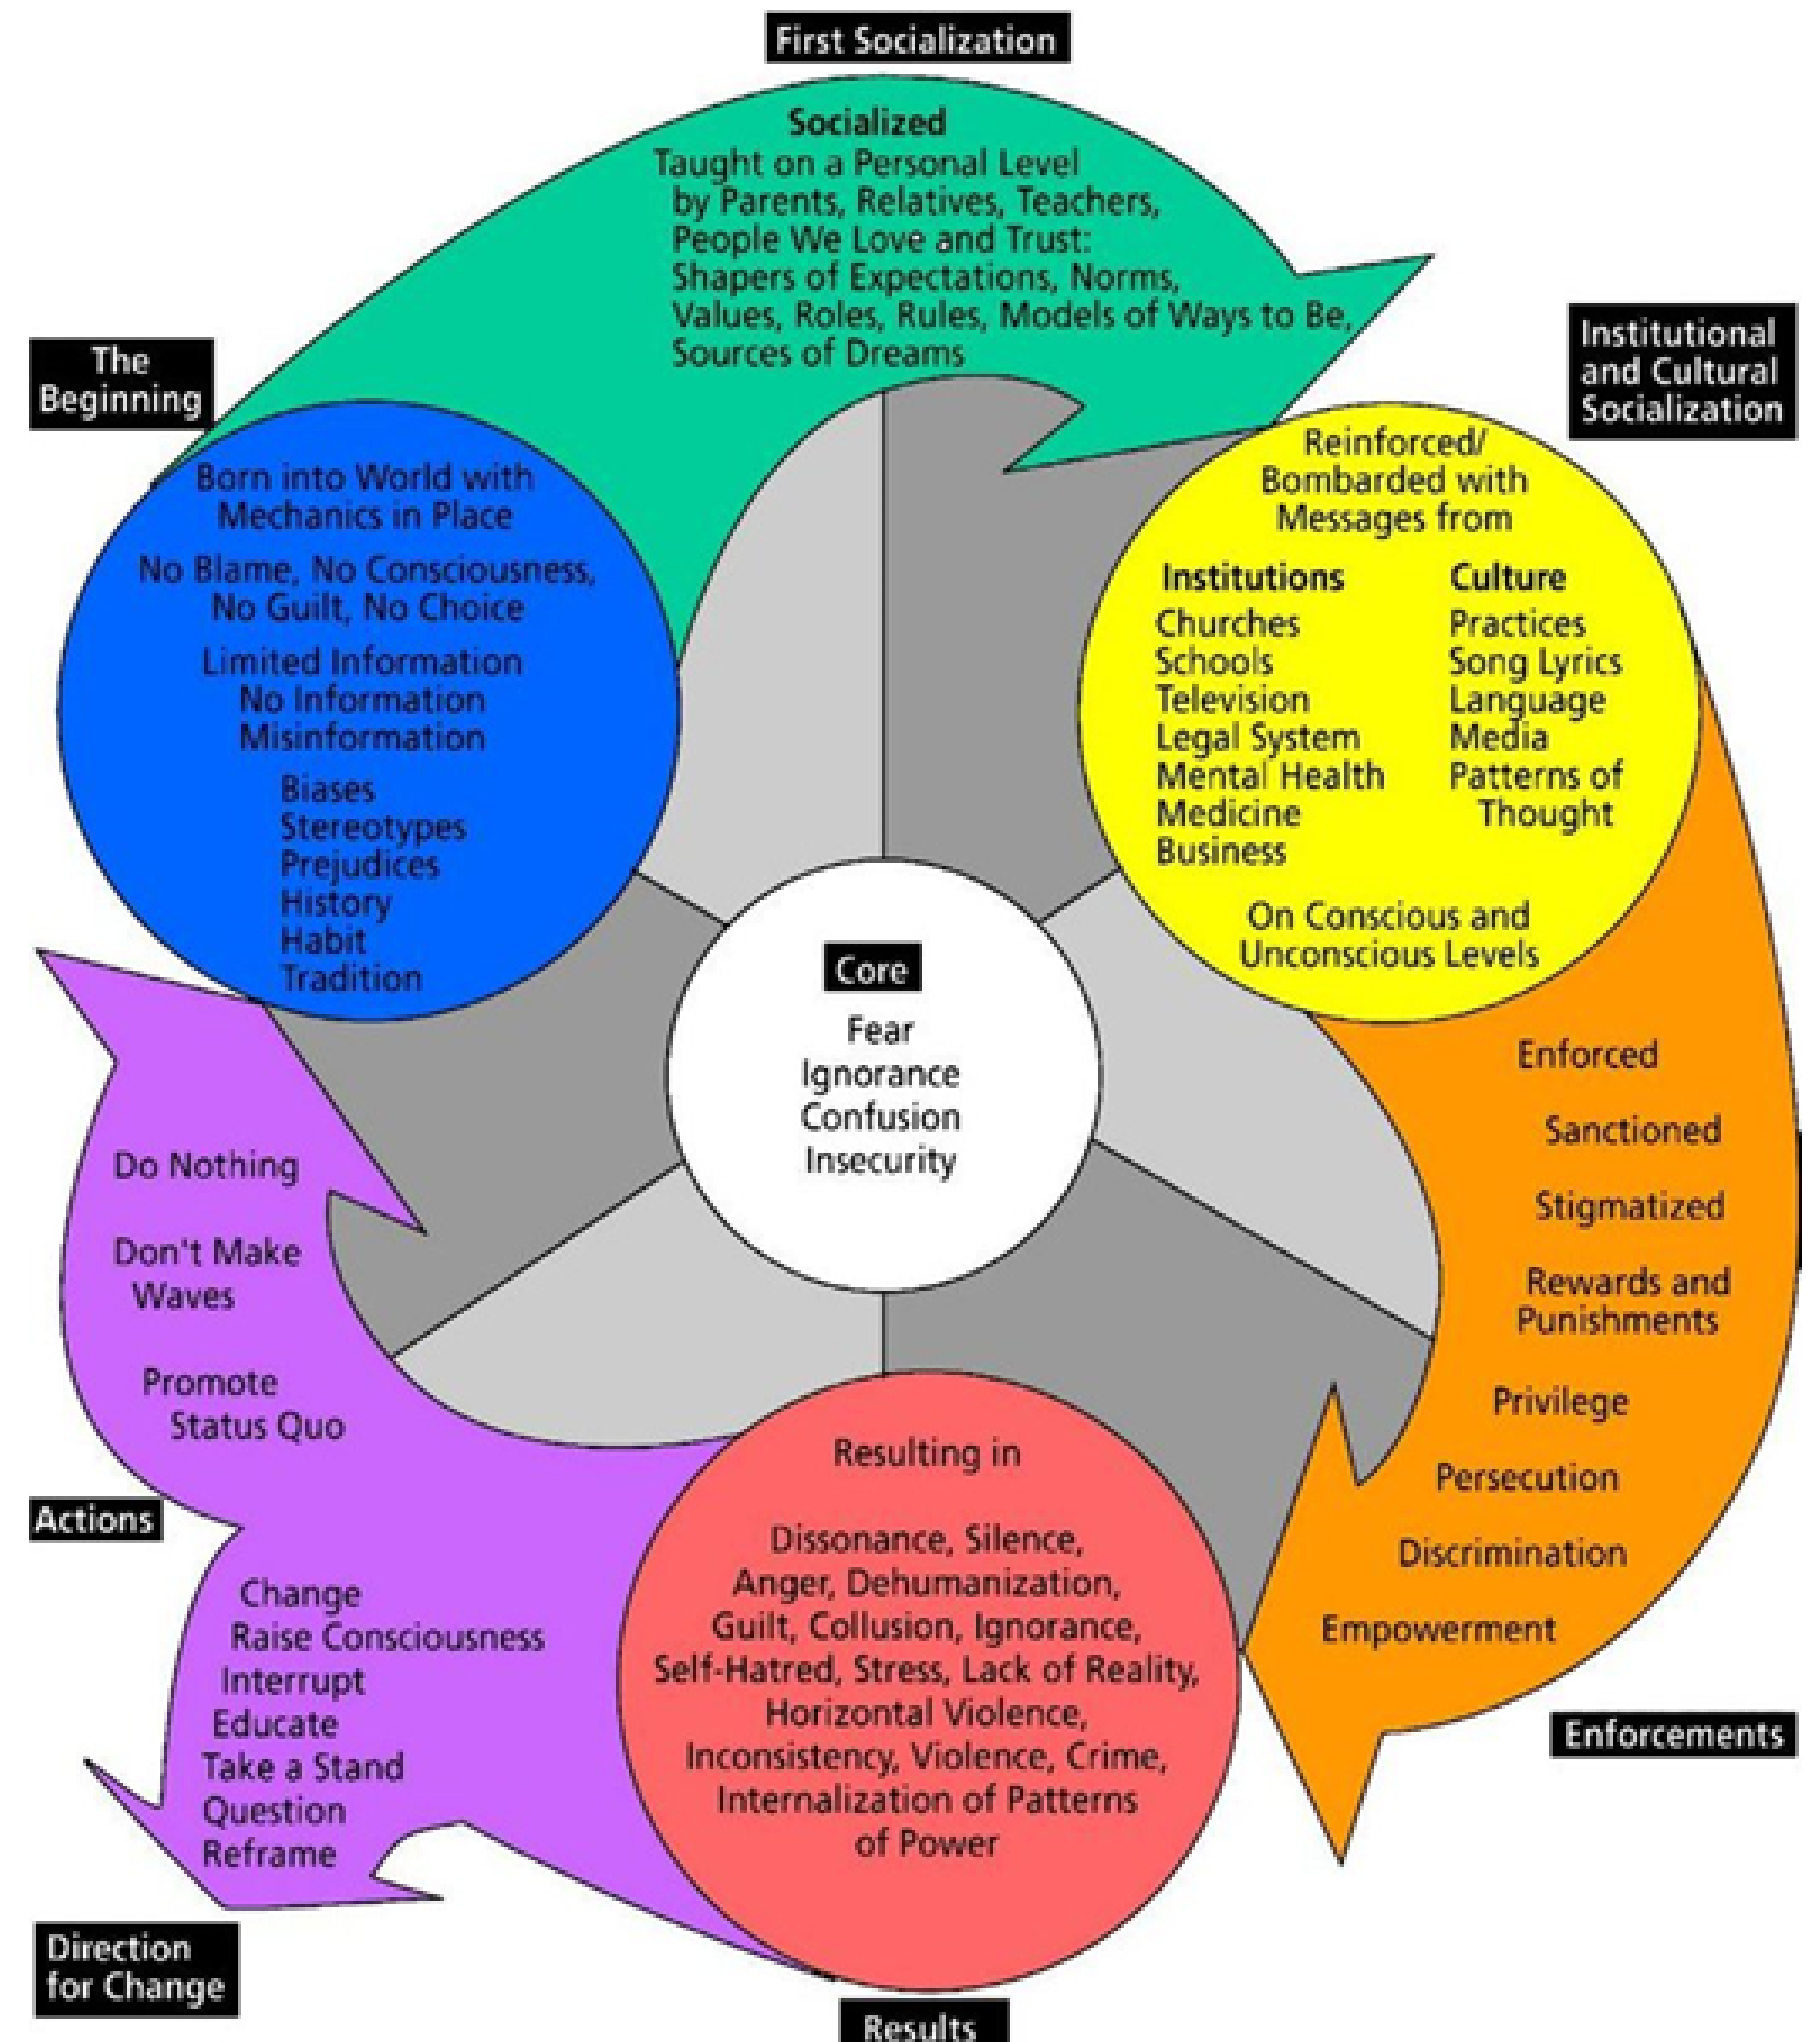 First Socialization
Socialized
Taught on a Personal Level
by Parents, Relatives, Teachers,
People We Love and Trust:
Shapers of Expectations, Norms,
Values, Roles, Rules, Models of Ways to Be,
Sources of Dreams
The
Beginning
Born into World with
Mechanics in Place
No Blame, No Consciousness,
No Guilt, No Choice
Limited Information
No Information
Misinformation
Biases
Stereotypes
Prejudices
History
Habit
Tradition
Institutional
and Cultural
Socialization
Reinforced/
Bombarded with
Messages from
Institutions
Churches
Schools
Television
Legal System
Mental Health
Medicine
Business
Culture
Practices
Song Lyrics
Language
Media
Patterns of
Thought
On Conscious and
Unconscious Levels
Core
Fear
Ignorance
Confusion
Insecurity
Enforced
Sanctioned
Stigmatized
Rewards and
Punishments
Privilege
Persecution
Discrimination
Empowerment
Enforcements
Resulting in
Dissonance, Silence,
Anger, Dehumanization,
Guilt, Collusion, Ignorance,
Self-Hatred, Stress, Lack of Reality,
Horizontal Violence,
Inconsistency, Violence, Crime,
Internalization of Patterns
of Power
Results
Do Nothing
Don't Make
Waves
Promote
Status Quo
Actions
Change
Raise Consciousness
Interrupt
Educate
Take a Stand
Question
Reframe
Direction
for Change